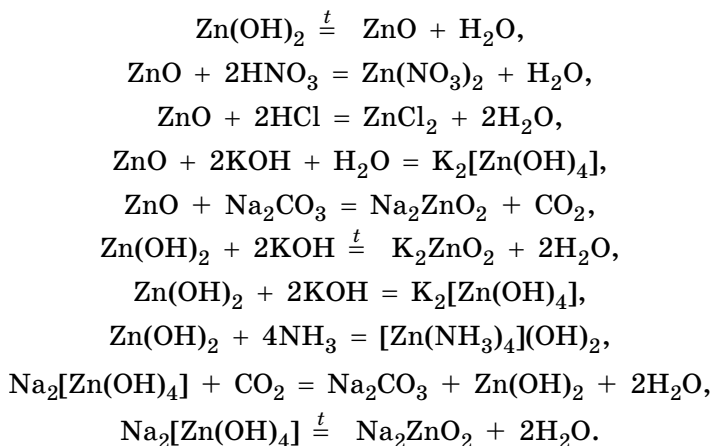 Zn(OH)₂ =ᵗ ZnO + H₂O,
ZnO + 2HNO₃ = Zn(NO₃)₂ + H₂O,
ZnO + 2HCl = ZnCl₂ + 2H₂O,
ZnO + 2KOH + H₂O = K₂[Zn(OH)₄],
ZnO + Na₂CO₃ = Na₂ZnO₂ + CO₂,
Zn(OH)₂ + 2KOH =ᵗ K₂ZnO₂ + 2H₂O,
Zn(OH)₂ + 2KOH = K₂[Zn(OH)₄],
Zn(OH)₂ + 4NH₃ = [Zn(NH₃)₄](OH)₂,
Na₂[Zn(OH)₄] + CO₂ = Na₂CO₃ + Zn(OH)₂ + 2H₂O,
Na₂[Zn(OH)₄] =ᵗ Na₂ZnO₂ + 2H₂O.